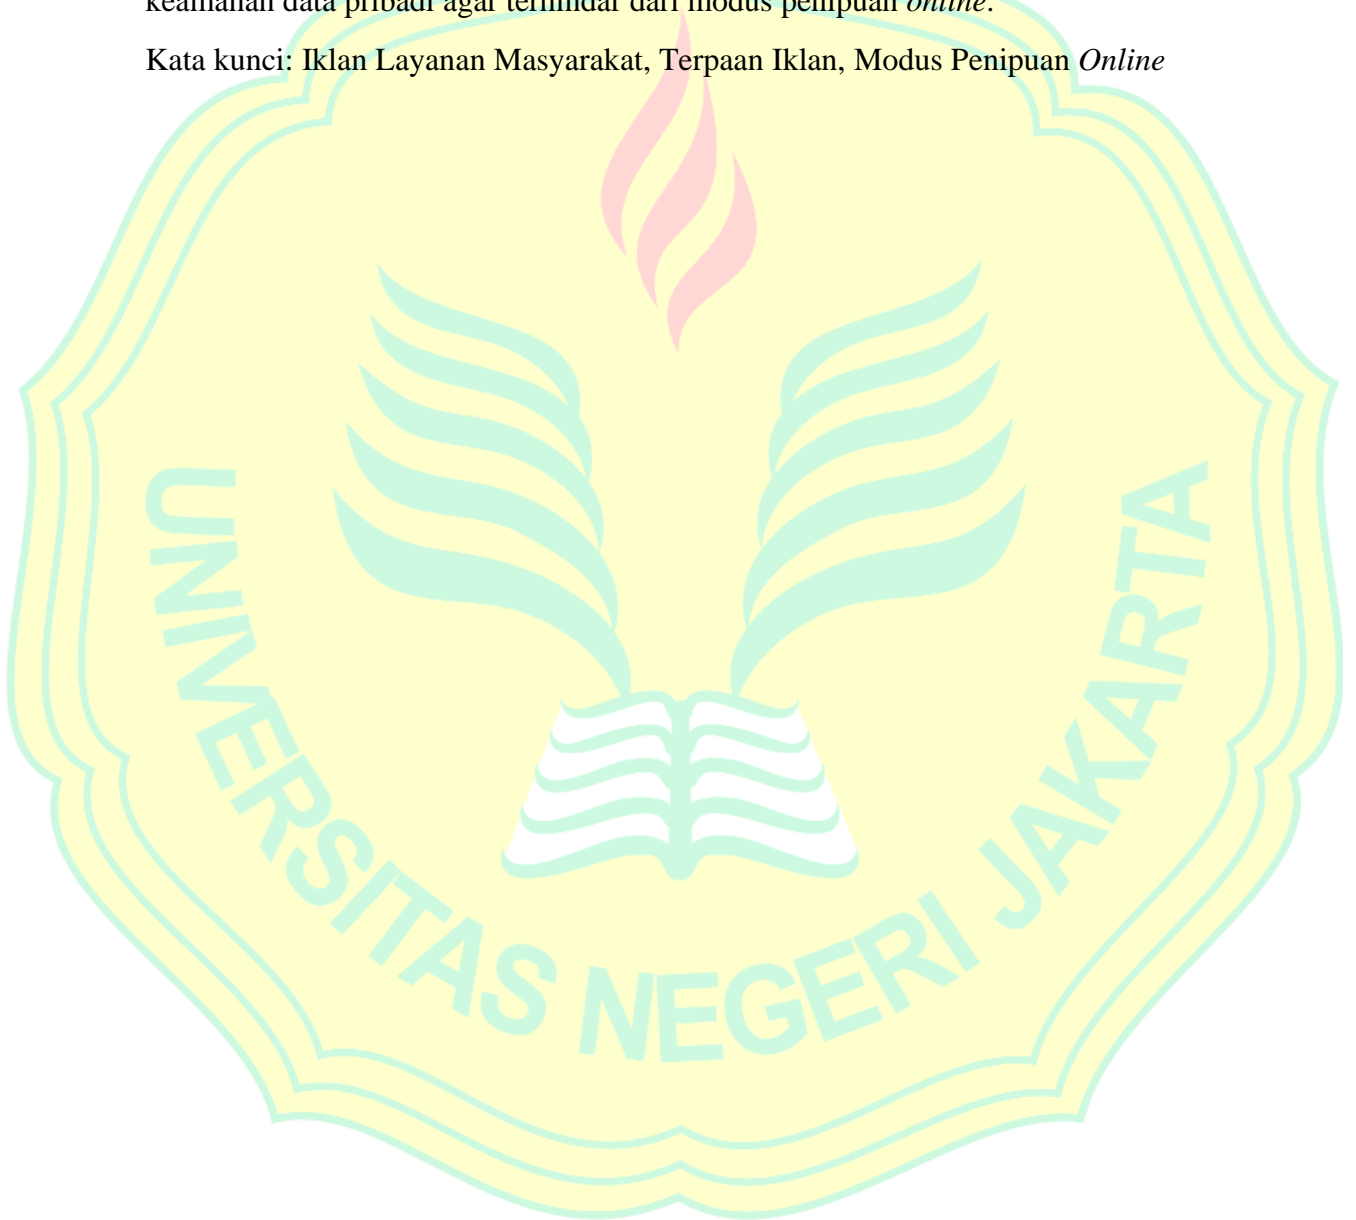 keamanan data pribadi agar terhindar dari modus penipuan online.
Kata kunci: Iklan Layanan Masyarakat, Terpaan Iklan, Modus Penipuan Online
UNIVERSITAS NEGERI JAKARTA